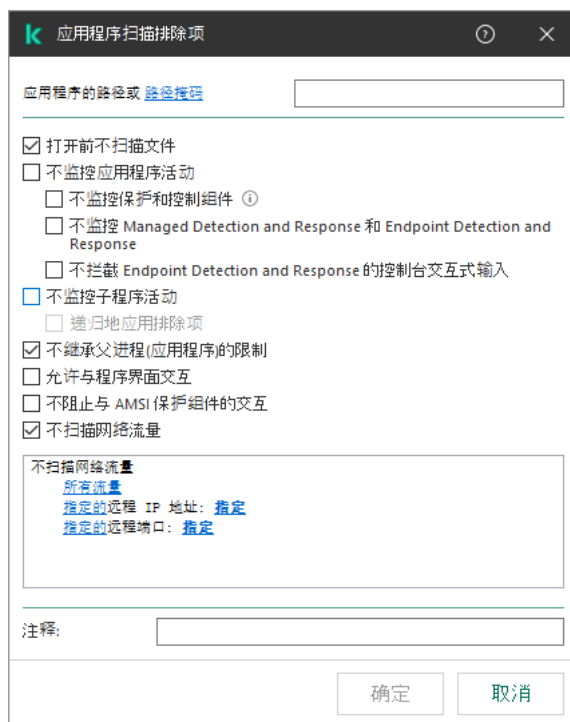 应用程序扫描排除项
应用程序的路径或 路径掩码
打开前不扫描文件
不监控应用程序活动
不监控保护和控制组件
不监控 Managed Detection and Response 和 Endpoint Detection and
Response
不拦截 Endpoint Detection and Response 的控制台交互式输入
不监控子程序活动
递归地应用排除项
不继承父进程(应用程序)的限制
允许与程序界面交互
不阻止与 AMSI 保护组件的交互
不扫描网络流量
不扫描网络流量
所有流量
指定的远程 IP 地址: 指定
指定的远程端口: 指定
注释:
确定 取消